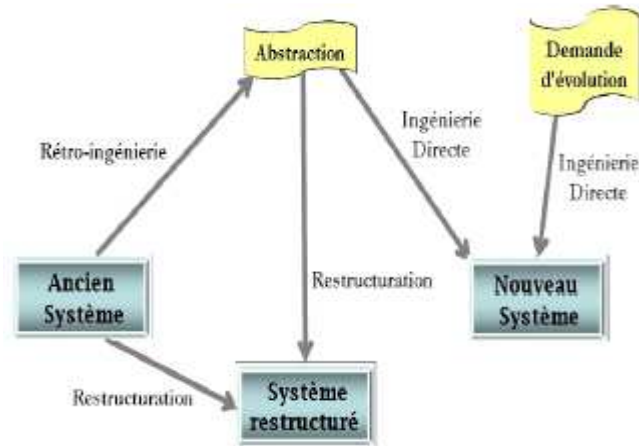 Abstraction
Demande
d'évolution
Ingénierie
Directe
Rétro-ingénierie
Ingénierie
Directe
Ancien
Système
Restructuration
Nouveau
Système
Restructuration
Système
restructuré